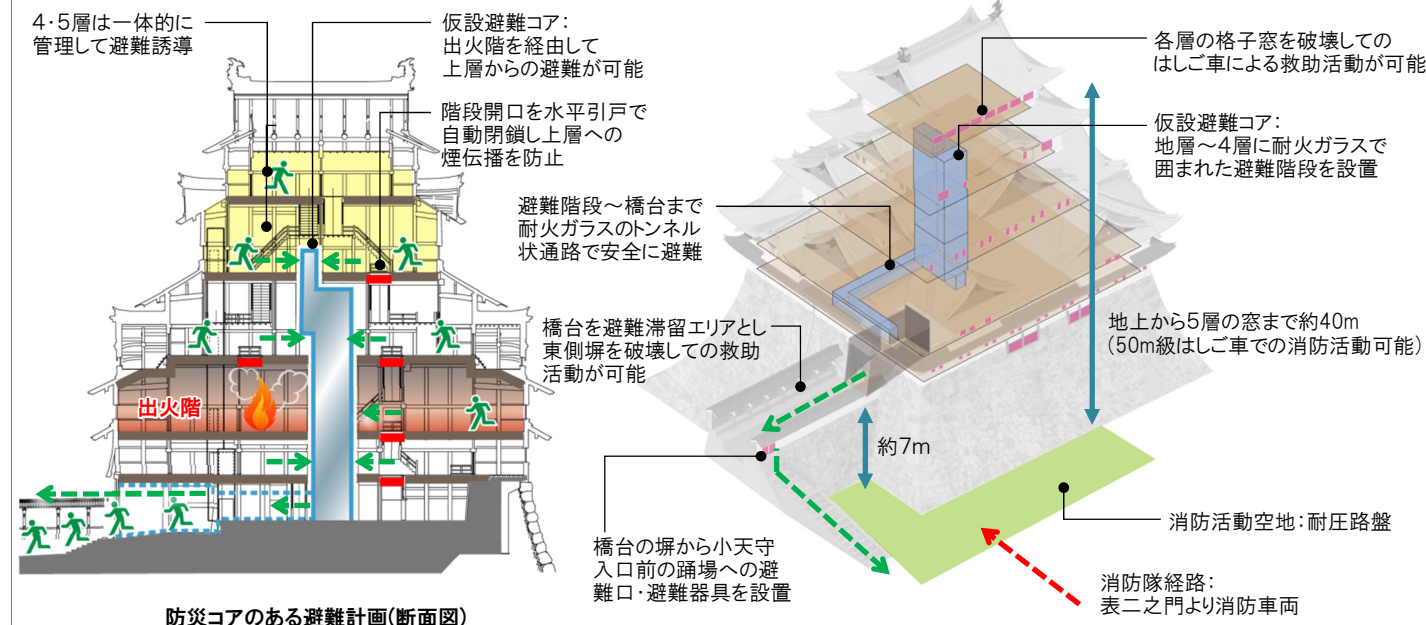 4・5層は一体的に
管理して避難誘導
仮設避難コア：
出火階を経由して
上層からの避難が可能
階段開口を水平引戸で
自動閉鎖し上層への
煙伝播を防止
出火階
防災コアのある避難計画(断面図)
各層の格子窓を破壊しての
はしご車による救助活動が可能
仮設避難コア：
地層～4層に耐火ガラスで
囲まれた避難階段を設置
避難階段～橋台まで
耐火ガラスのトンネル
状通路で安全に避難
橋台を避難滞留エリアとし
東側塀を破壊しての救助
活動が可能
地上から5層の窓まで約40m
(50m級はしご車での消防活動可能)
約7m
橋台の塀から小天守
入口前の踊場への避
難口・避難器具を設置
消防活動空地：耐圧路盤
消防隊経路：
表二之門より消防車両